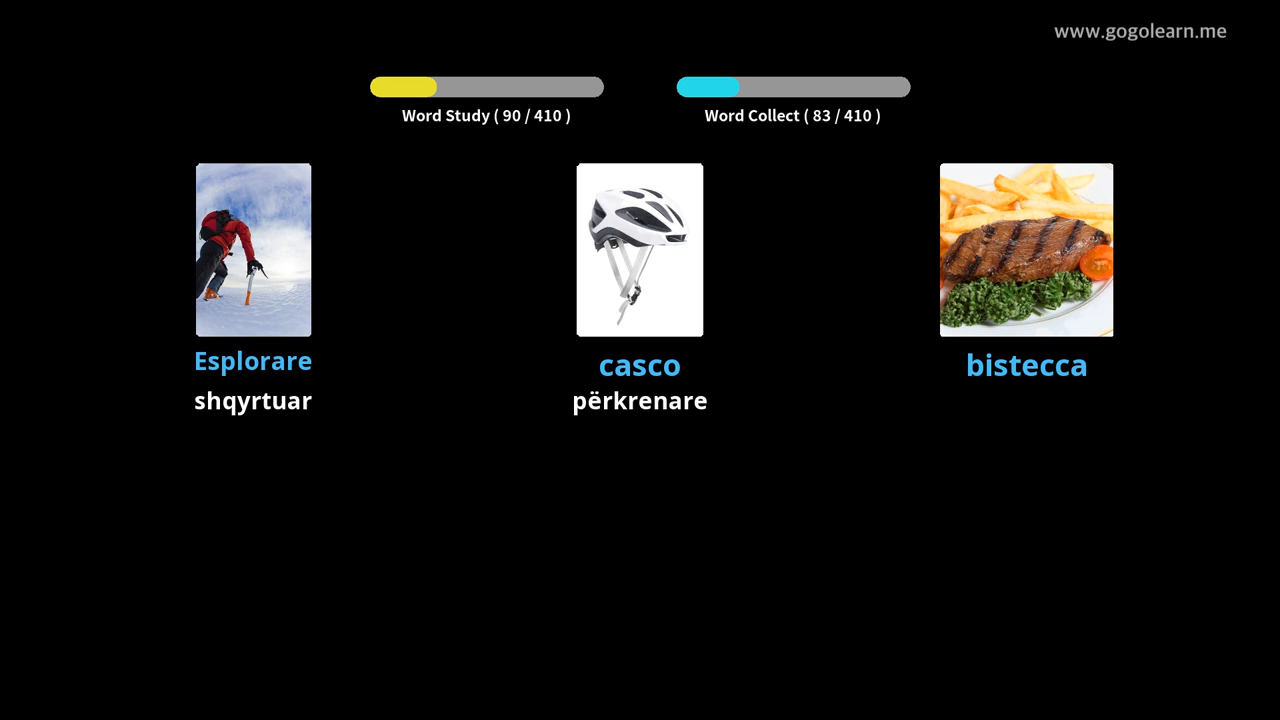 www.gogolearn.me
Word Study ( 90 / 410 )
Word Collect ( 83 / 410 )
Esplorare
shqyrtuar
casco
përkrenare
bistecca